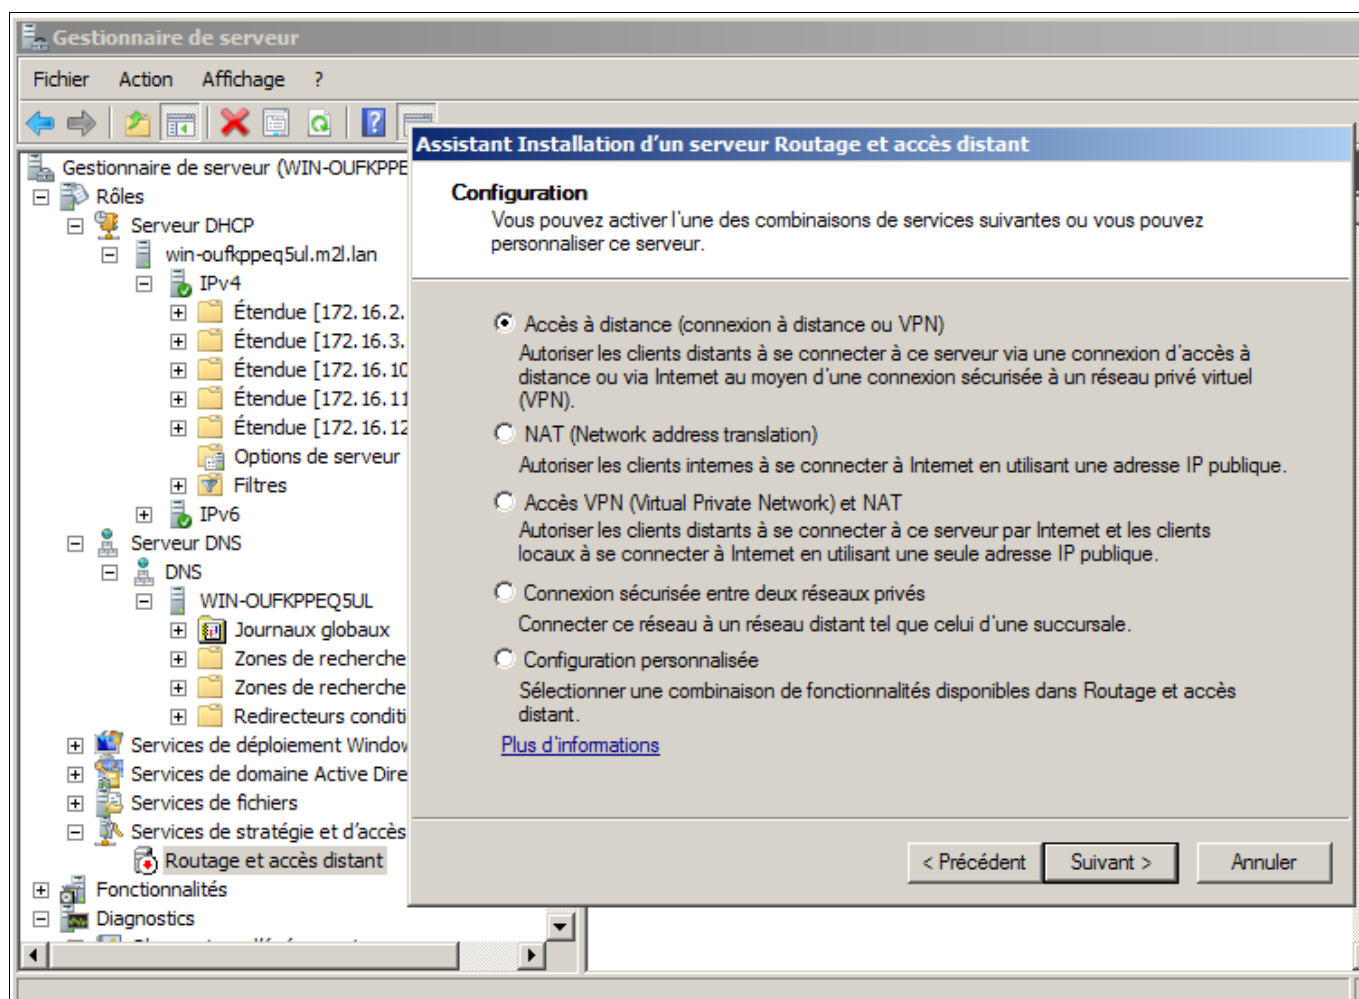 Gestionnaire de serveur
Fichier Action Affichage ?
Gestionnaire de serveur (WIN-OUFKPPE
Rôles
Serveur DHCP
win-oufkppeq5ul.m2l.lan
IPv4
Étendue [172.16.2.
Étendue [172.16.3.
Étendue [172.16.10
Étendue [172.16.11
Étendue [172.16.12
Options de serveur
Filtres
IPv6
Serveur DNS
DNS
WIN-OUFKPPEQ5UL
Journaux globaux
Zones de recherche
Zones de recherche
Redirecteurs conditi
Services de déploiement Window
Services de domaine Active Dire
Services de fichiers
Services de stratégie et d'accès
Routage et accès distant
Fonctionnalités
Diagnostics
Assistant Installation d'un serveur Routage et accès distant
Configuration
Vous pouvez activer l'une des combinaisons de services suivantes ou vous pouvez
personnaliser ce serveur.
Accès à distance (connexion à distance ou VPN)
Autoriser les clients distants à se connecter à ce serveur via une connexion d'accès à
distance ou via Internet au moyen d'une connexion sécurisée à un réseau privé virtuel
(VPN).
NAT (Network address translation)
Autoriser les clients internes à se connecter à Internet en utilisant une adresse IP publique.
Accès VPN (Virtual Private Network) et NAT
Autoriser les clients distants à se connecter à ce serveur par Internet et les clients
locaux à se connecter à Internet en utilisant une seule adresse IP publique.
Connexion sécurisée entre deux réseaux privés
Connecter ce réseau à un réseau distant tel que celui d'une succursale.
Configuration personnalisée
Sélectionner une combinaison de fonctionnalités disponibles dans Routage et accès
distant.
Plus d'informations
< Précédent Suivant > Annuler